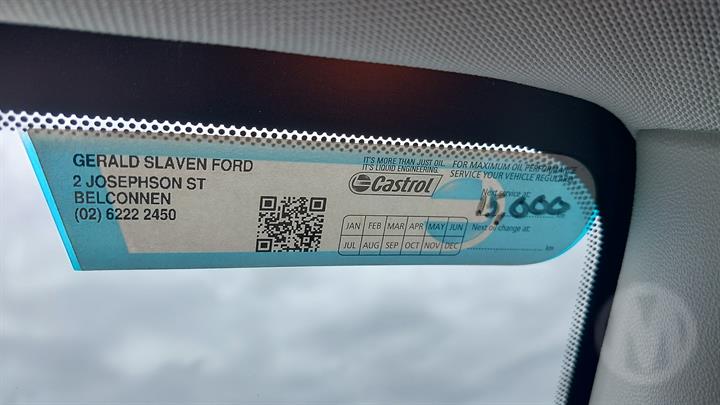 GERALD SLAVEN FORD
2 JOSEPHSON ST
BELCONNEN
(02) 6222 2450
IT'S MORE THAN JUST OIL.
IT'S LIQUID ENGINEERING.
Castrol
JAN FEB MAR APR MAY JUN
JUL AUG SEP OCT NOV DEC
FOR MAXIMUM OIL PERFORMANCE
SERVICE YOUR VEHICLE REGULARLY
Next service at:
15,000
Next oil change at:
km
M